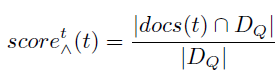 score^t_∧(t) = |docs(t) ∩ D_Q| / |D_Q|